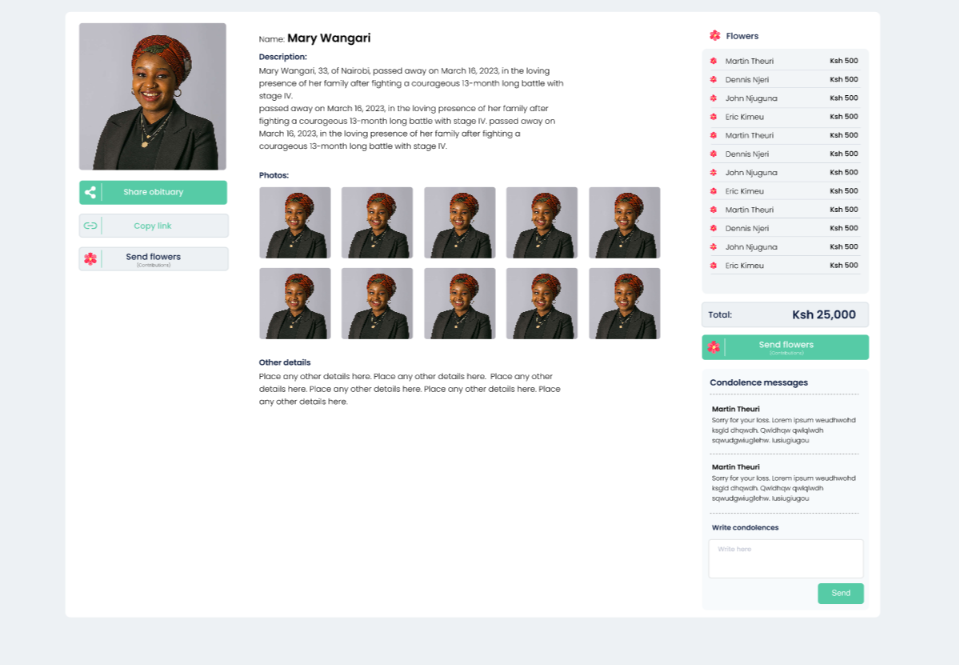 Share obituary
Copy link
Send flowers
(Contributions)
Name: Mary Wangari
Description:
Mary Wangari, 33, of Nairobi, passed away on March 16, 2023, in the loving
presence of her family after fighting a courageous 13-month long battle with
stage IV.
passed away on March 16, 2023, in the loving presence of her family after
fighting a courageous 13-month long battle with stage IV. passed away on
March 16, 2023, in the loving presence of her family after fighting a
courageous 13-month long battle with stage IV.
Photos:
Other details
Place any other details here. Place any other details here. Place any other
details here. Place any other details here. Place any other details here. Place
any other details here.
Flowers
Martin Theuri Ksh 500
Dennis Njeri Ksh 500
John Njuguna Ksh 500
Eric Kimeu Ksh 500
Martin Theuri Ksh 500
Dennis Njeri Ksh 500
John Njuguna Ksh 500
Eric Kimeu Ksh 500
Martin Theuri Ksh 500
Dennis Njeri Ksh 500
John Njuguna Ksh 500
Eric Kimeu Ksh 500
Total: Ksh 25,000
Send flowers
(Contributions)
Condolence messages
Martin Theuri
Sorry for your loss. Lorem ipsum weudhwohd
ksgld dhqwdh. Qwldhqw qwlqlwdh
sqwudgwiugleihw. Iusiugiugou
Martin Theuri
Sorry for your loss. Lorem ipsum weudhwohd
ksgld dhqwdh. Qwldhqw qwlqlwdh
sqwudgwiugleihw. Iusiugiugou
Write condolences
Write here
Send